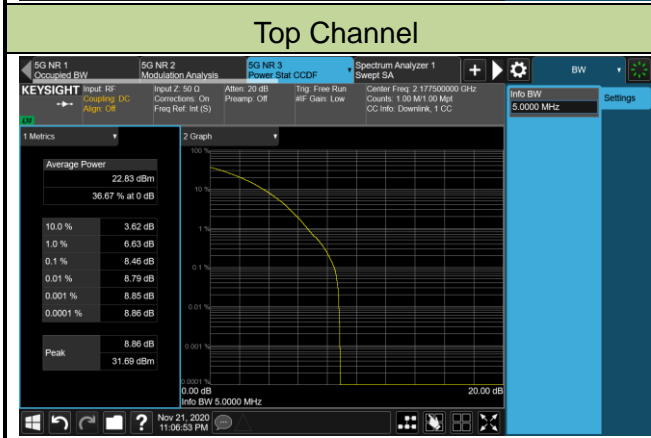 Top Channel
5G NR 1
Occupied BW
5G NR 2
Modulation Analysis
5G NR 3
Power Stat CCDF
Spectrum Analyzer 1
Swept SA
BW
KEYSIGHT
Input: RF
Coupling: DC
Align: Off
Input Z: 50 Ω
Corrections: On
Freq Ref: Int (S)
Atten: 20 dB
Preamp: Off
Trig: Free Run
#IF Gain: Low
Center Freq: 2.177500000 GHz
Counts: 1.00 M/1.00 Mpt
CC Info: Downlink, 1 CC
Info BW
5.0000 MHz
Settings
1 Metrics
2 Graph
Average Power
22.83 dBm
36.67 % at 0 dB
10.0 % 3.62 dB
1.0 % 6.63 dB
0.1 % 8.46 dB
0.01 % 8.79 dB
0.001 % 8.85 dB
0.0001 % 8.86 dB
Peak
8.86 dB
31.69 dBm
100 %
10 %
1 %
0.1 %
0.01 %
0.001 %
0.0001 %
0.00 dB
20.00 dB
Info BW 5.0000 MHz
Nov 21, 2020
11:06:53 PM